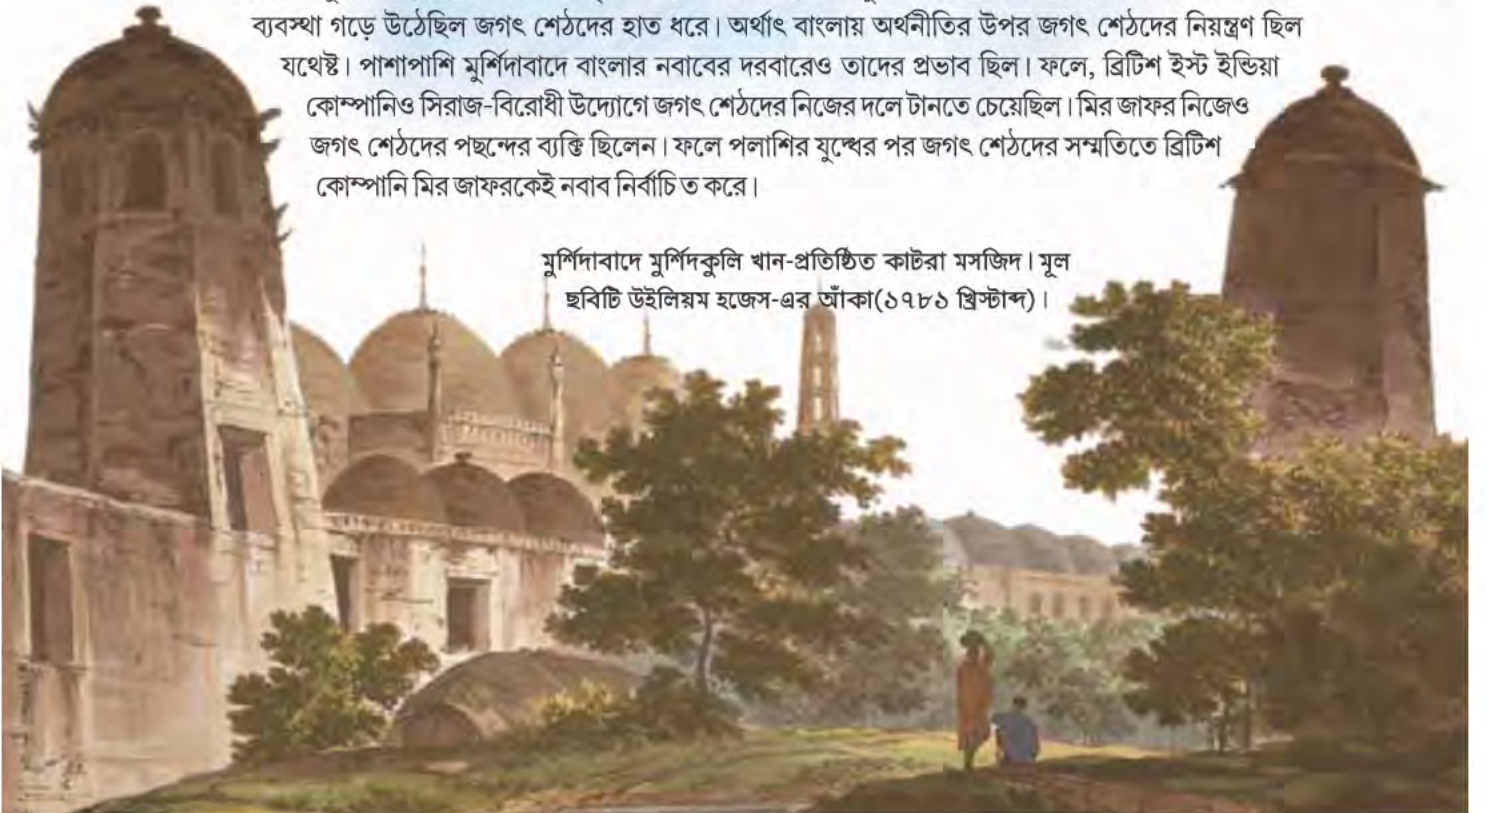 ব্যবস্থা গড়ে উঠেছিল জগৎ শেঠদের হাত ধরে। অর্থাৎ বাংলায় অর্থনীতির উপর জগৎ শেঠদের নিয়ন্ত্রণ ছিল
যথেষ্ট। পাশাপাশি মুর্শিদাবাদে বাংলার নবাবের দরবারেও তাদের প্রভাব ছিল। ফলে, ব্রিটিশ ইস্ট ইন্ডিয়া
কোম্পানিও সিরাজ-বিরোধী উদ্যোগে জগৎ শেঠদের নিজের দলে টানতে চেয়েছিল। মির জাফর নিজেও
জগৎ শেঠদের পছন্দের ব্যক্তি ছিলেন। ফলে পলাশির যুদ্ধের পর জগৎ শেঠদের সম্মতিতে ব্রিটিশ
কোম্পানি মির জাফরকেই নবাব নির্বাচিত করে।
মুর্শিদাবাদে মুর্শিদকুলি খান-প্রতিষ্ঠিত কাটরা মসজিদ। মূল
ছবিটি উইলিয়ম হজেস-এর আঁকা(১৭৮১ খ্রিস্টাব্দ)।